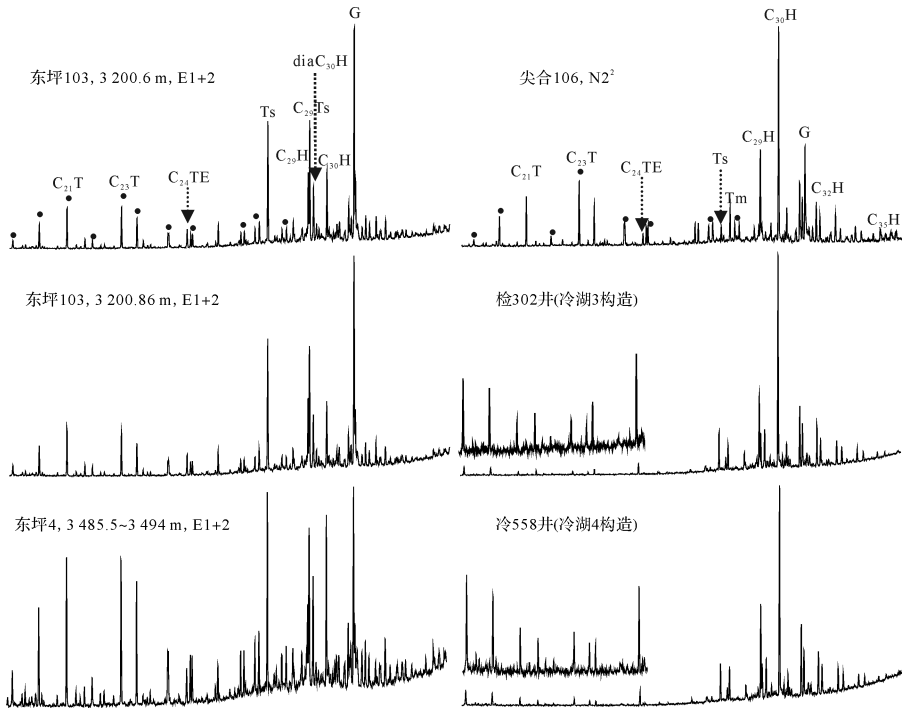 G
diaC₃₀H
东坪103, 3 200.6 m, E1+2
Ts
C₂₉Ts
C₂₉H
C₃₀H
C₂₁T
C₂₃T
C₂₄TE
C₃₀H
尖合106, N2²
C₂₉H
G
C₂₃T
C₂₁T
C₂₄TE
Ts
Tm
C₃₂H
C₃₅H
东坪103, 3 200.86 m, E1+2
检302井(冷湖3构造)
东坪4, 3 485.5~3 494 m, E1+2
冷558井(冷湖4构造)